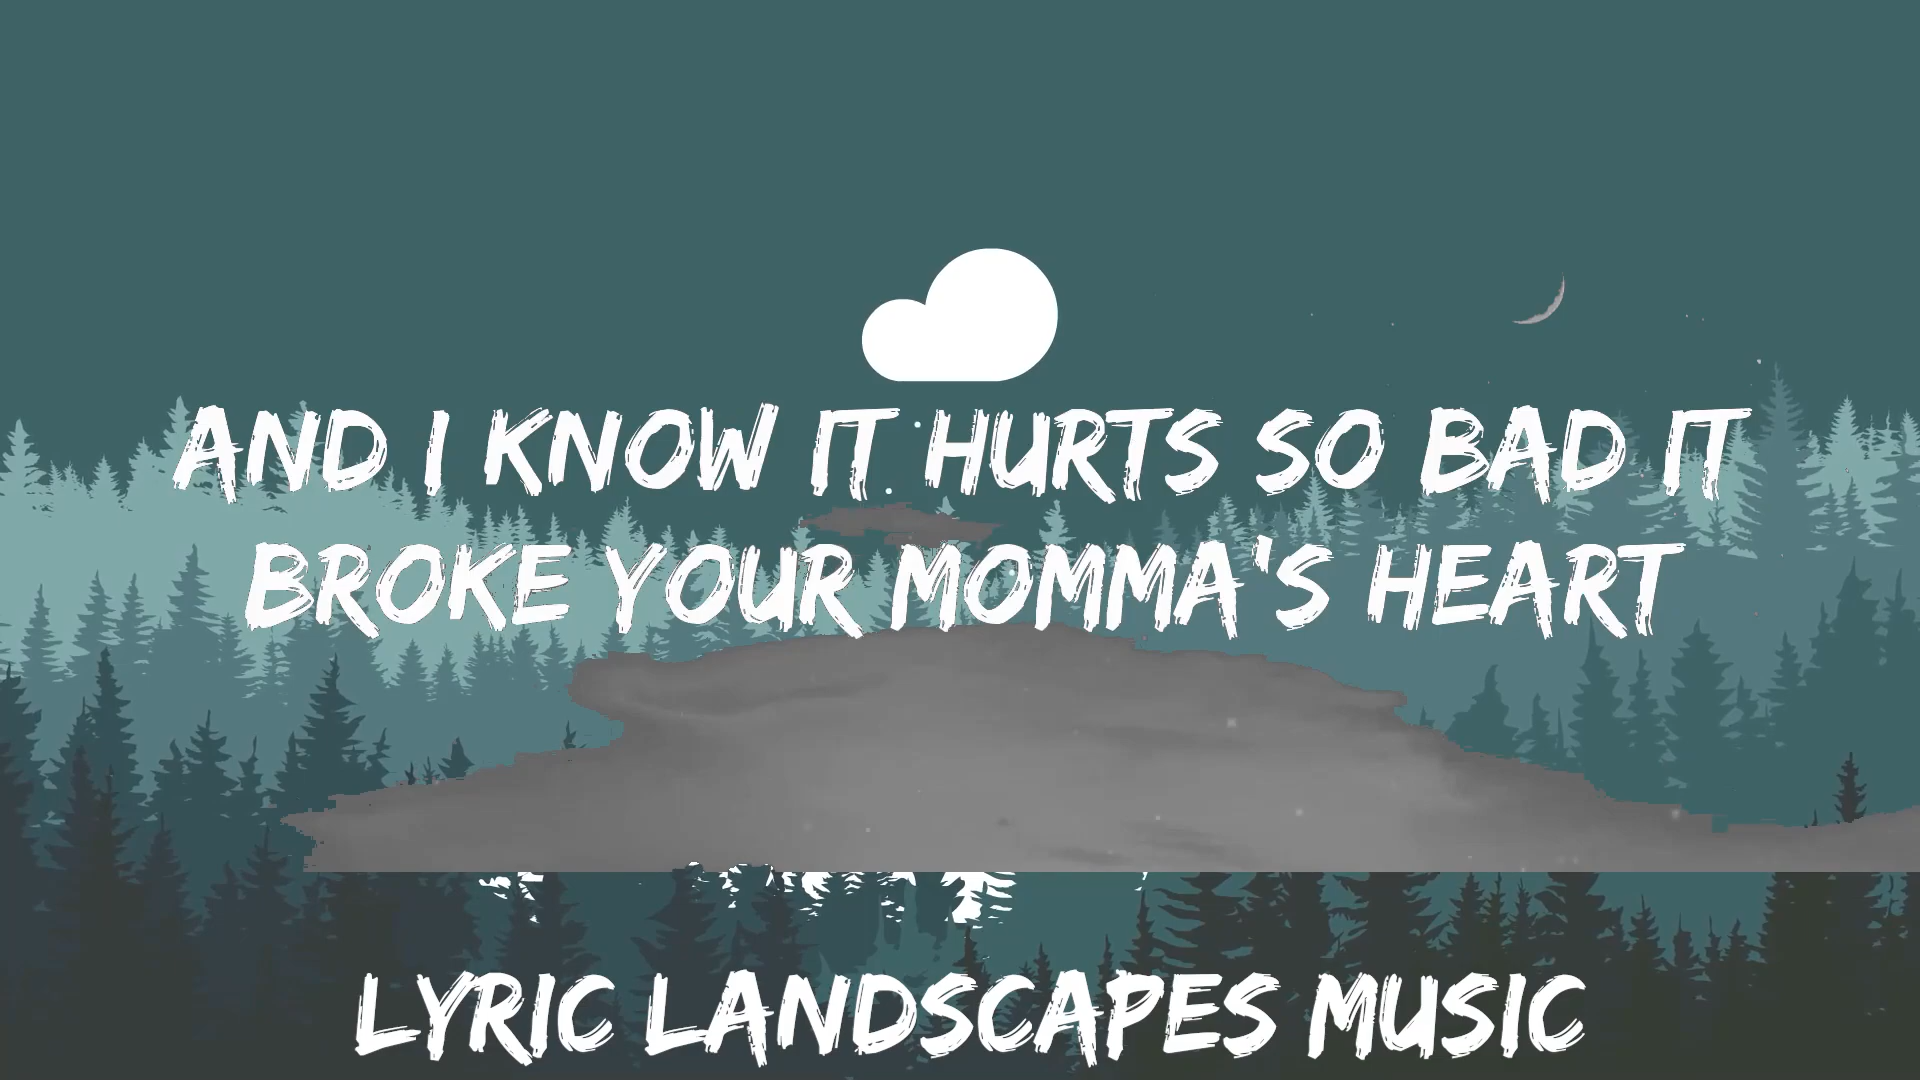 AND I KNOW IT HURTS SO BAD IT
BROKE YOUR MOMMA'S HEART
LYRIC LANDSCAPES MUSIC